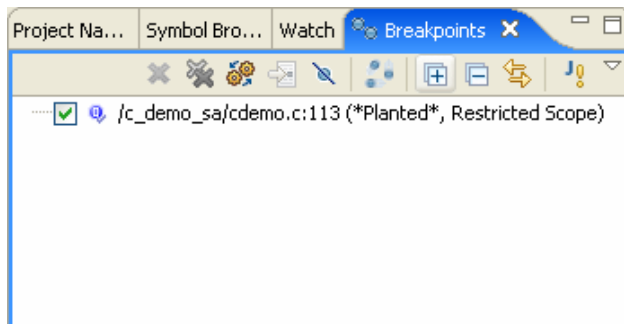 Project Na... Symbol Bro... Watch Breakpoints
/c_demo_sa/cdemo.c:113 (*Planted*, Restricted Scope)